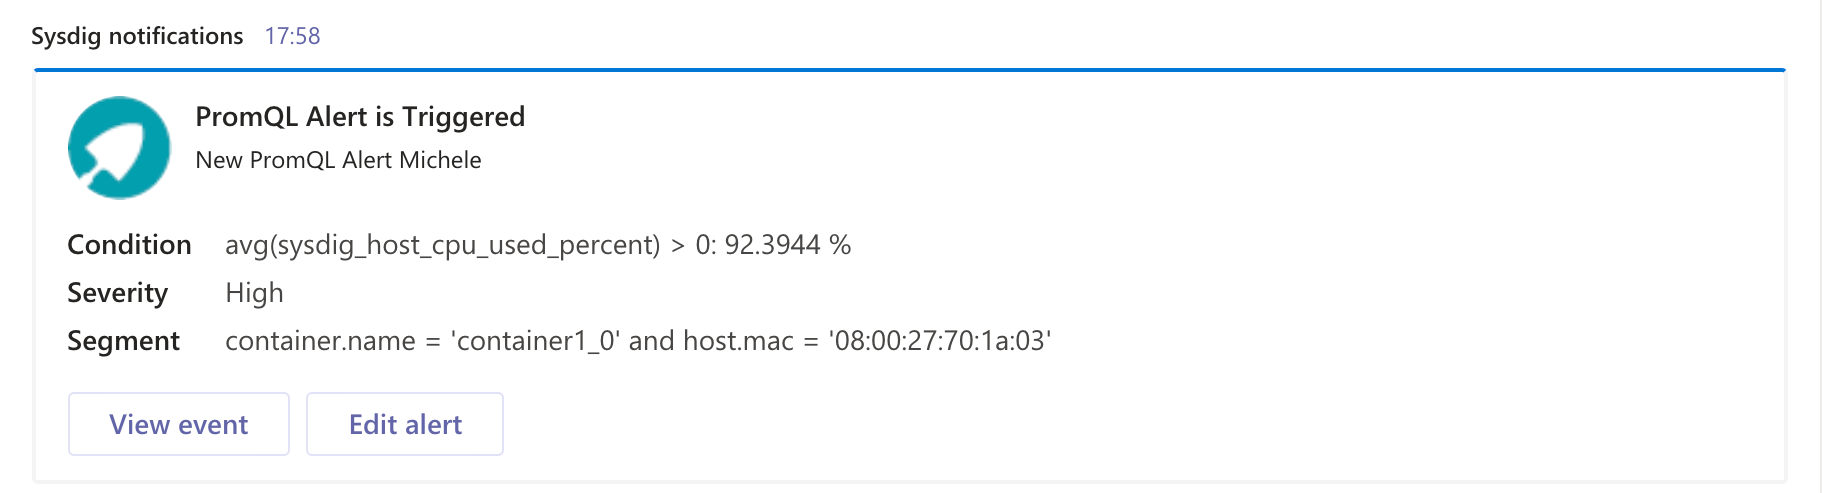 Sysdig notifications 17:58
PromQL Alert is Triggered
New PromQL Alert Michele
Condition avg(sysdig_host_cpu_used_percent) > 0: 92.3944 %
Severity High
Segment container.name = 'container1_0' and host.mac = '08:00:27:70:1a:03'
View event Edit alert